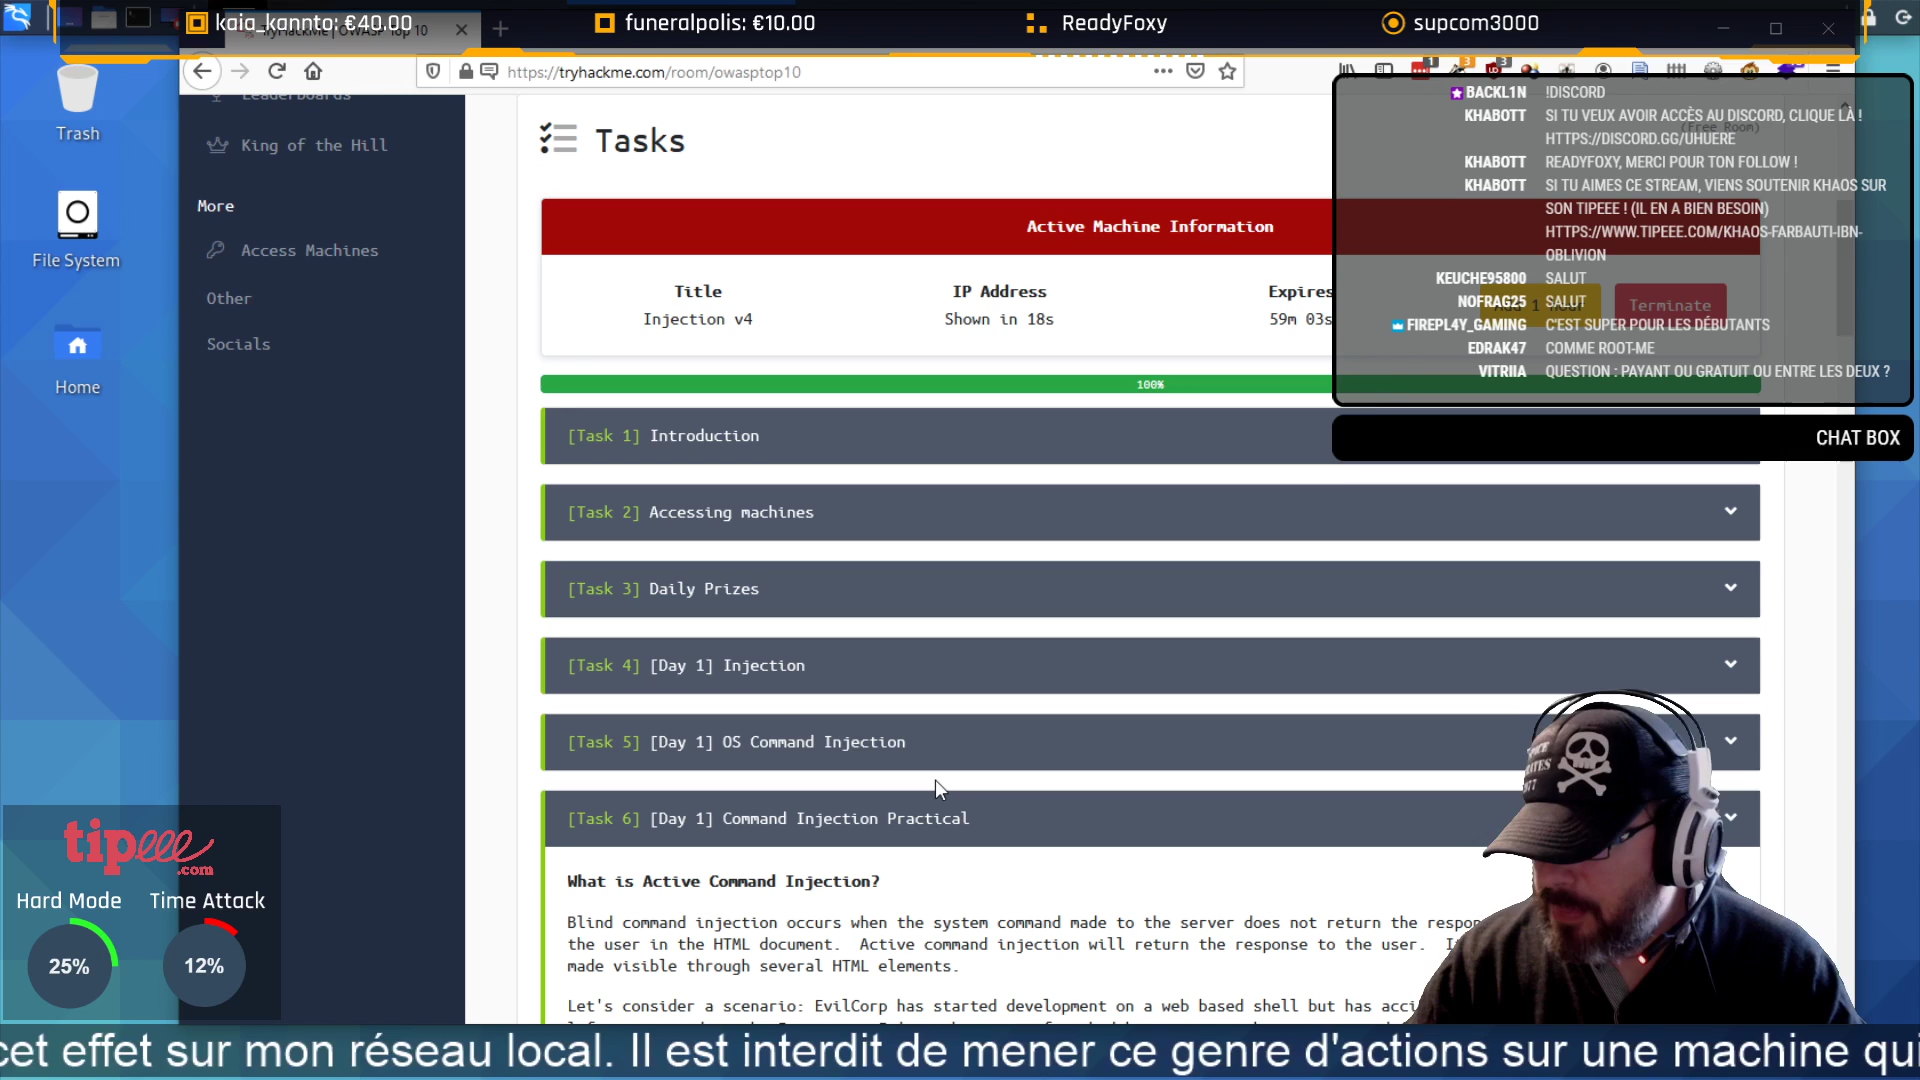 kaia_kannto: €40.00
funeralpolis: €10.00
ReadyFoxy
supcom3000
TryHackMe | OWASP Top 10
https://tryhackme.com/room/owasptop10
Trash
File System
Home
Leaderboards
King of the Hill
More
Access Machines
Other
Socials
Tasks
(Free Room)
Active Machine Information
Title
IP Address
Expires
Injection v4
Shown in 18s
59m 03s
Add 1 hour
Terminate
100%
[Task 1] Introduction
[Task 2] Accessing machines
[Task 3] Daily Prizes
[Task 4] [Day 1] Injection
[Task 5] [Day 1] OS Command Injection
[Task 6] [Day 1] Command Injection Practical
What is Active Command Injection?
Blind command injection occurs when the system command made to the server does not return the
the user in the HTML document. Active command injection will return the response to the user.
made visible through several HTML elements.
Let's consider a scenario: EvilCorp has started development on a web based shell but has
BACKL1N !DISCORD
KHABOTT SI TU VEUX AVOIR ACCÈS AU DISCORD, CLIQUE LÀ !
HTTPS://DISCORD.GG/UHUERE
KHABOTT READYFOXY, MERCI POUR TON FOLLOW !
KHABOTT SI TU AIMES CE STREAM, VIENS SOUTENIR KHAOS SUR
SON TIPEEE ! (IL EN A BIEN BESOIN)
HTTPS://WWW.TIPEEE.COM/KHAOS-FARBAUTI-IBN-
OBLIVION
KEUCHE95800 SALUT
NOFRAG25 SALUT
FIREPL4Y_GAMING C'EST SUPER POUR LES DÉBUTANTS
EDRAK47 COMME ROOT-ME
VITRIIA QUESTION : PAYANT OU GRATUIT OU ENTRE LES DEUX ?
CHAT BOX
tipeee
.com
Hard Mode Time Attack
25% 12%
cet effet sur mon réseau local. Il est interdit de mener ce genre d'actions sur une machine qui